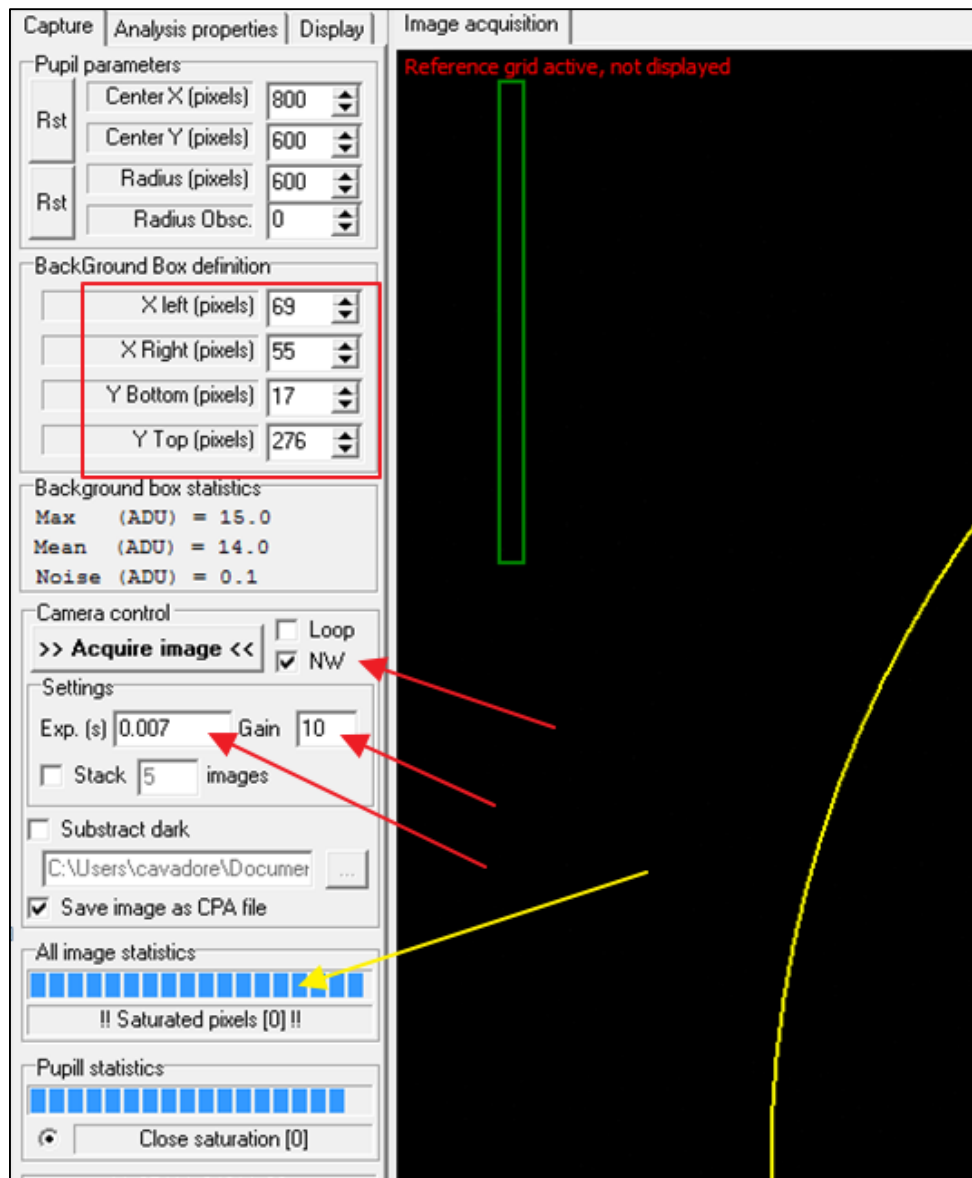 Capture Analysis properties Display Image acquisition
Reference grid active, not displayed
Pupil parameters
Rst
Center X (pixels) 800
Center Y (pixels) 600
Rst
Radius (pixels) 600
Radius Obsc. 0
BackGround Box definition
X left (pixels) 69
X Right (pixels) 55
Y Bottom (pixels) 17
Y Top (pixels) 276
Background box statistics
Max (ADU) = 15.0
Mean (ADU) = 14.0
Noise (ADU) = 0.1
Camera control
>> Acquire image << Loop
NW
Settings
Exp. (s) 0.007 Gain 10
Stack 5 images
Substract dark
C:\Users\cavadore\Documer ...
Save image as CPA file
All image statistics
!! Saturated pixels [0] !!
Pupill statistics
Close saturation [0]